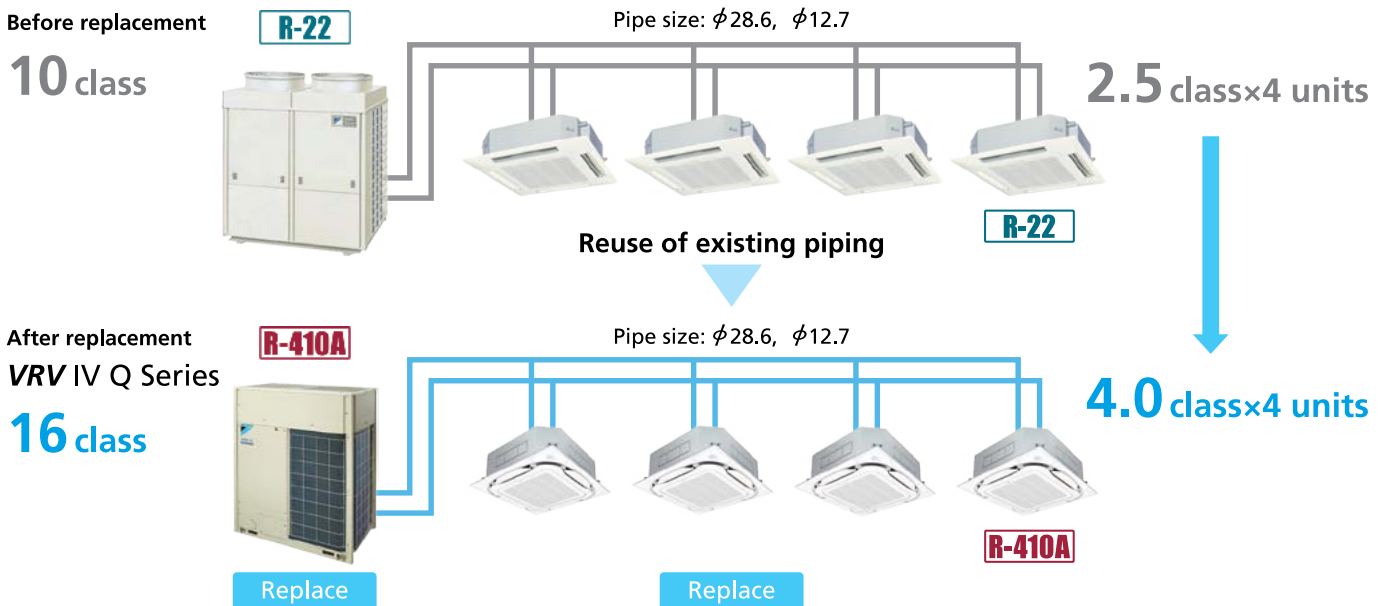 Before replacement
R-22
Pipe size: ϕ28.6, ϕ12.7
10 class
2.5 class×4 units
R-22
Reuse of existing piping
After replacement
R-410A
Pipe size: ϕ28.6, ϕ12.7
VRV IV Q Series
16 class
4.0 class×4 units
R-410A
Replace
Replace